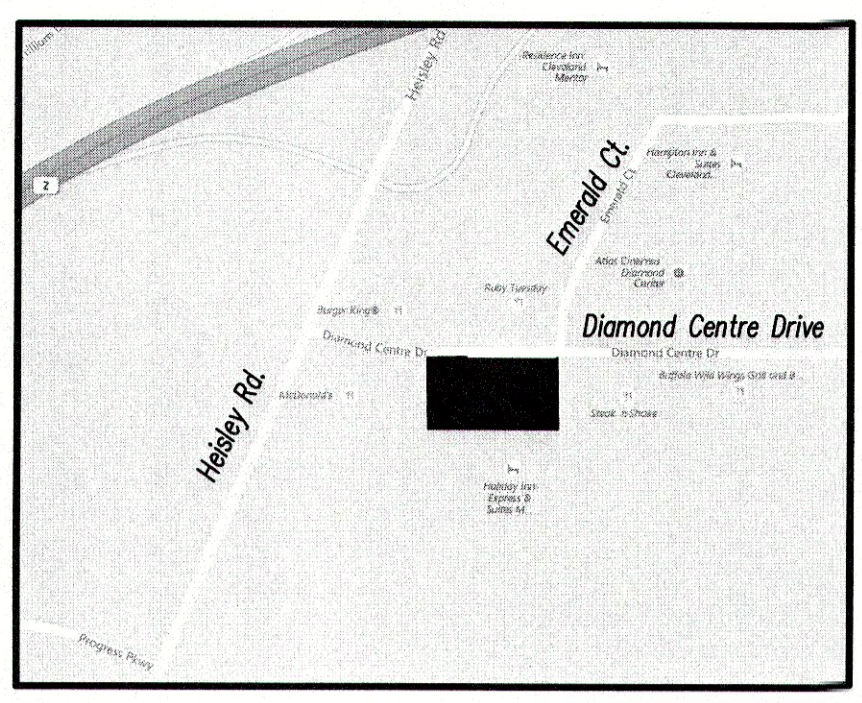 Heisley Rd
Residence Inn
Cleveland
Mentor
2
Emerald Ct.
Emerald Ct
Hampton Inn &
Suites
Cleveland...
Atlas Cinemas
Diamond
Center
Ruby Tuesday
Burger King®
Diamond Centre Drive
Diamond Centre Dr
Diamond Centre Dr
Buffalo Wild Wings Grill and B...
McDonald's
Heisley Rd.
Steak 'n Shake
Holiday Inn
Express &
Suites M...
Progress Pkwy